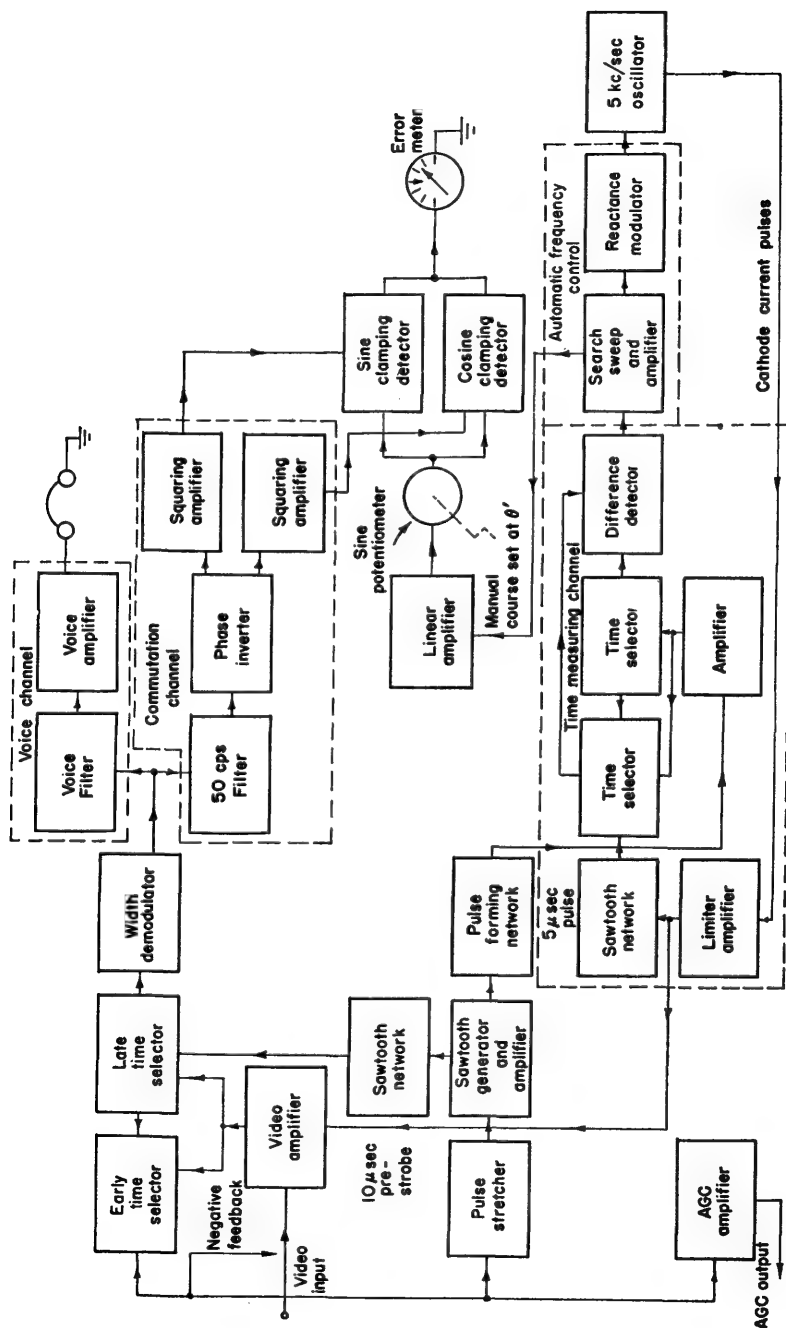 Voice channel
Voice
Filter
Voice
amplifier
Commutation
channel
50 cps
Filter
Phase
inverter
Squaring
amplifier
Squaring
amplifier
Width
demodulator
Late
time
selector
Early
time
selector
Negative
feedback
Video
amplifier
Video
input
Sawtooth
network
10 μsec
pre-
strobe
Sawtooth
generator
and
amplifier
Pulse
stretcher
Pulse
forming
network
AGC
amplifier
AGC output
Sine
clamping
detector
Cosine
clamping
detector
Error
meter
Sine
potentiometer
Linear
amplifier
Manual
course set at θ'
5 μsec
pulse
Sawtooth
network
Limiter
amplifier
Time measuring channel
Time
selector
Time
selector
Amplifier
Difference
detector
Automatic frequency
control
Search
sweep
and
amplifier
Reactance
modulator
5 kc/sec
oscillator
Cathode current pulses